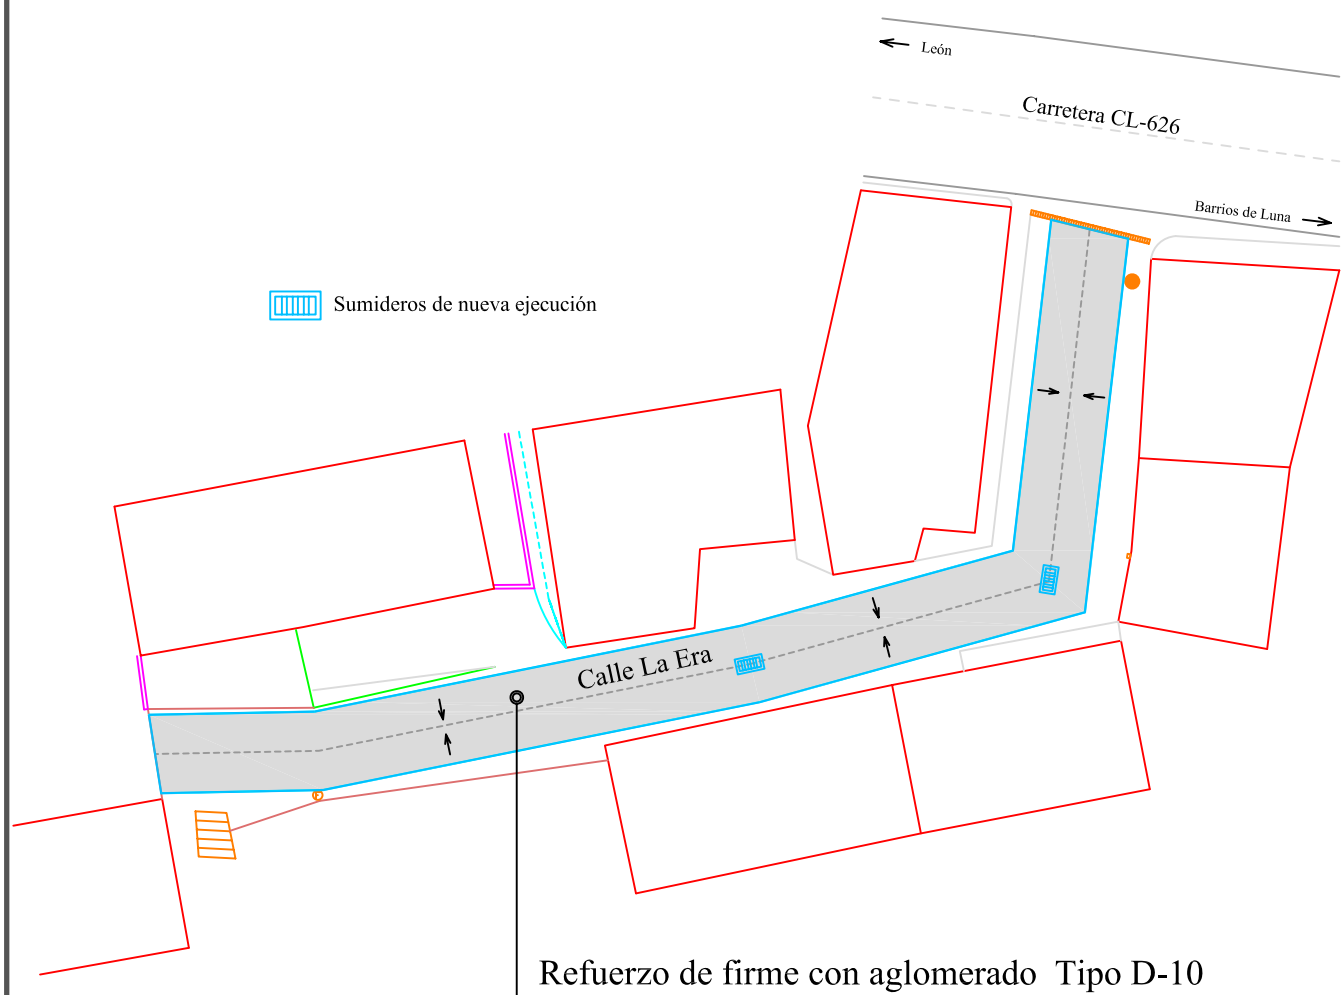 León
Carretera CL-626
Barrios de Luna
Sumideros de nueva ejecución
Calle La Era
Refuerzo de firme con aglomerado Tipo D-10